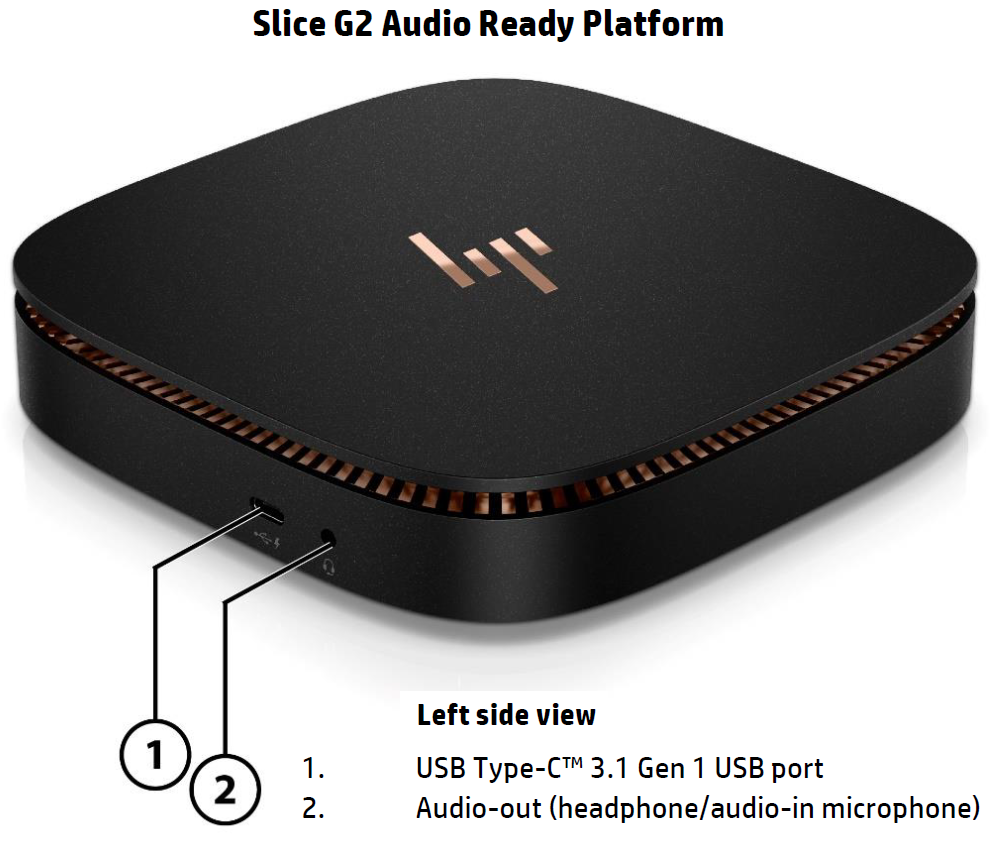 Slice G2 Audio Ready Platform
hp
1
2
Left side view
1. USB Type-C™ 3.1 Gen 1 USB port
2. Audio-out (headphone/audio-in microphone)